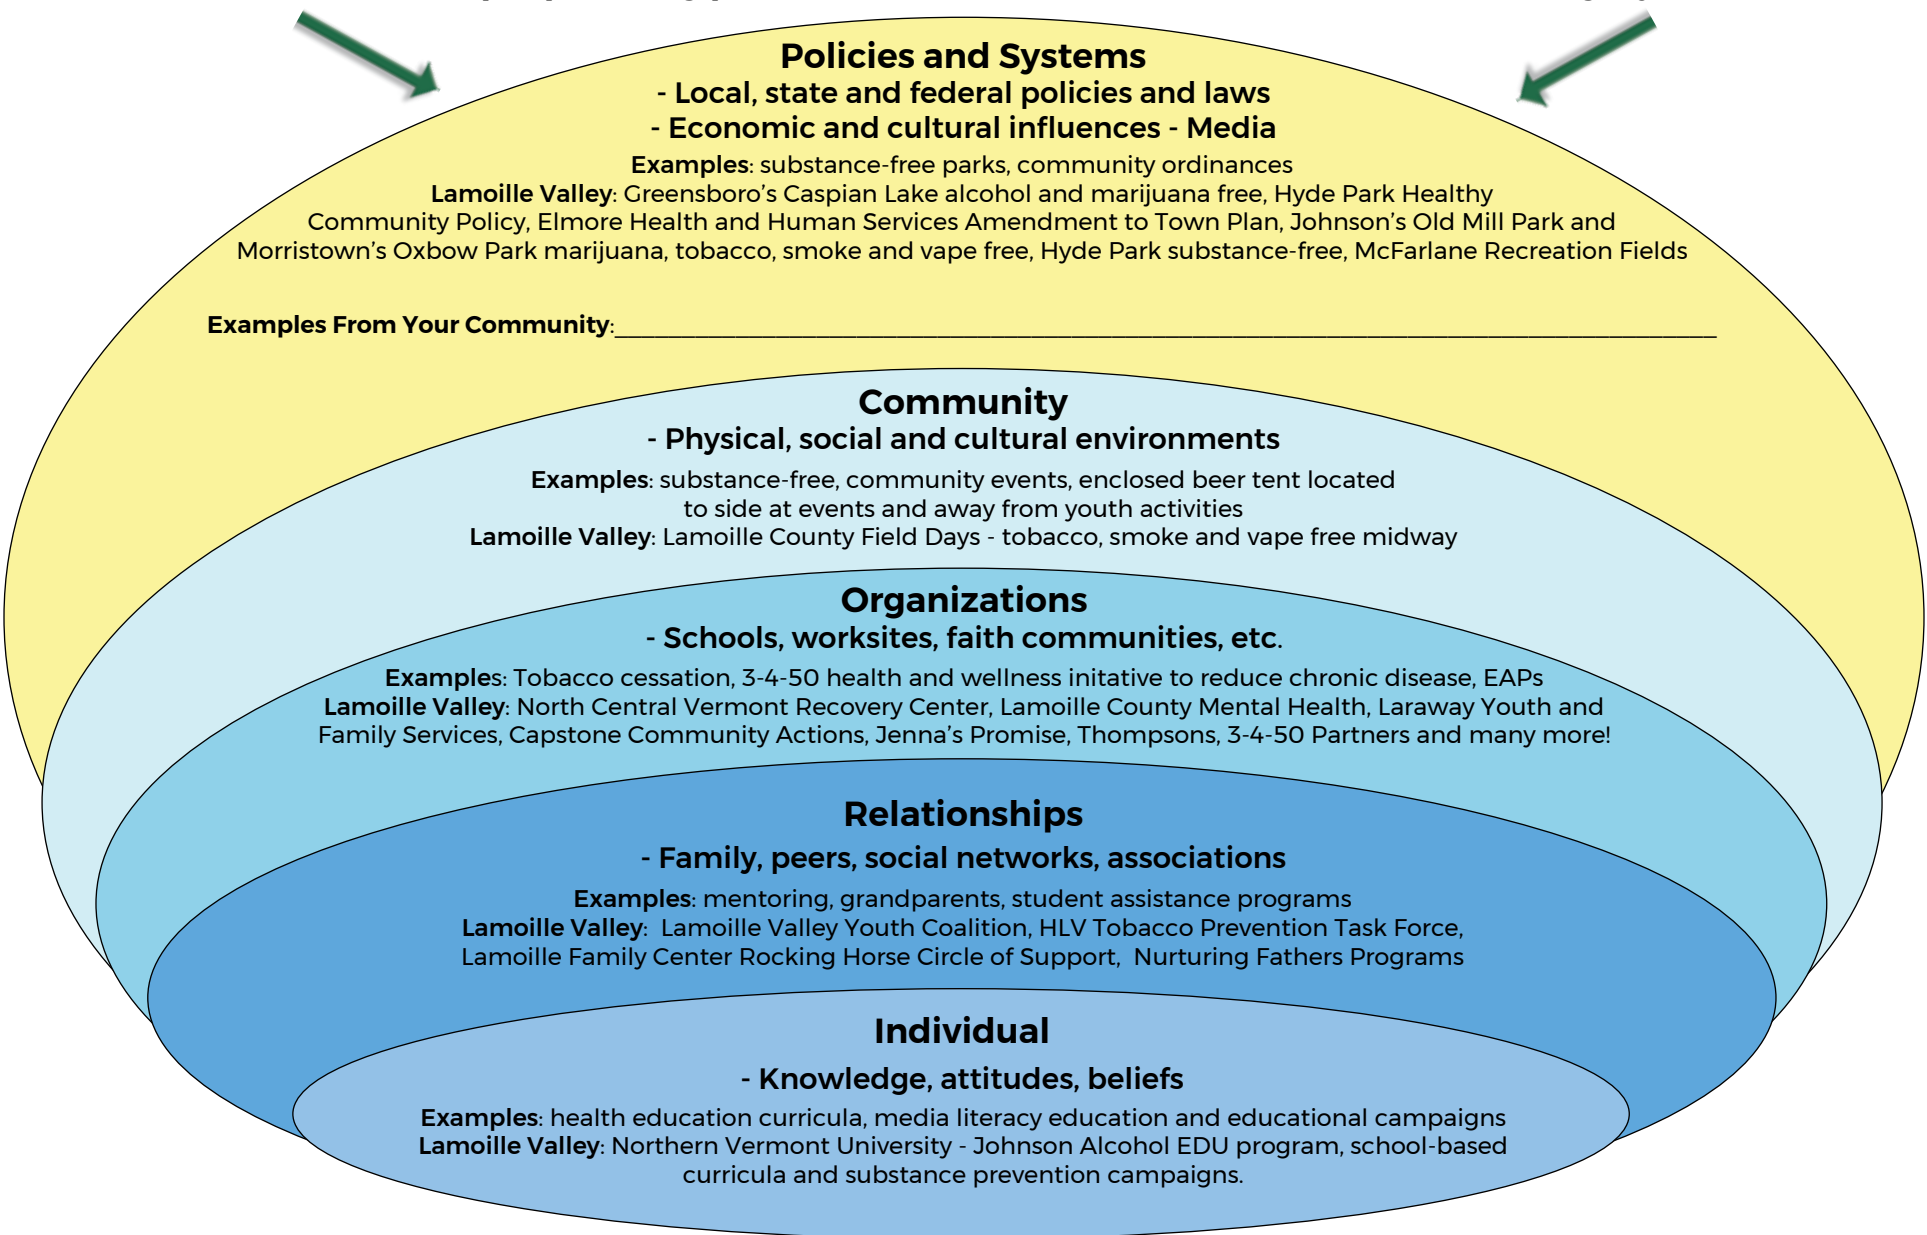 Policies and Systems
- Local, state and federal policies and laws
- Economic and cultural influences - Media
Examples: substance-free parks, community ordinances
Lamoille Valley: Greensboro's Caspian Lake alcohol and marijuana free, Hyde Park Healthy
Community Policy, Elmore Health and Human Services Amendment to Town Plan, Johnson's Old Mill Park and
Morristown's Oxbow Park marijuana, tobacco, smoke and vape free, Hyde Park substance-free, McFarlane Recreation Fields
Examples From Your Community:
Community
- Physical, social and cultural environments
Examples: substance-free, community events, enclosed beer tent located
to side at events and away from youth activities
Lamoille Valley: Lamoille County Field Days - tobacco, smoke and vape free midway
Organizations
- Schools, worksites, faith communities, etc.
Examples: Tobacco cessation, 3-4-50 health and wellness initative to reduce chronic disease, EAPs
Lamoille Valley: North Central Vermont Recovery Center, Lamoille County Mental Health, Laraway Youth and
Family Services, Capstone Community Actions, Jenna's Promise, Thompsons, 3-4-50 Partners and many more!
Relationships
- Family, peers, social networks, associations
Examples: mentoring, grandparents, student assistance programs
Lamoille Valley: Lamoille Valley Youth Coalition, HLV Tobacco Prevention Task Force,
Lamoille Family Center Rocking Horse Circle of Support, Nurturing Fathers Programs
Individual
- Knowledge, attitudes, beliefs
Examples: health education curricula, media literacy education and educational campaigns
Lamoille Valley: Northern Vermont University - Johnson Alcohol EDU program, school-based
curricula and substance prevention campaigns.